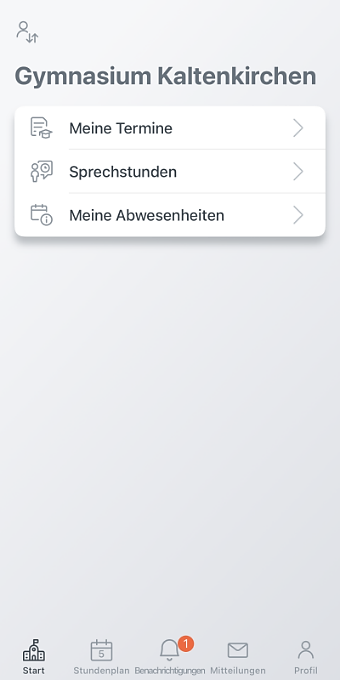 Gymnasium Kaltenkirchen
Meine Termine
Sprechstunden
Meine Abwesenheiten
1
5
Start
Stundenplan
Benachrichtigungen
Mitteilungen
Profil